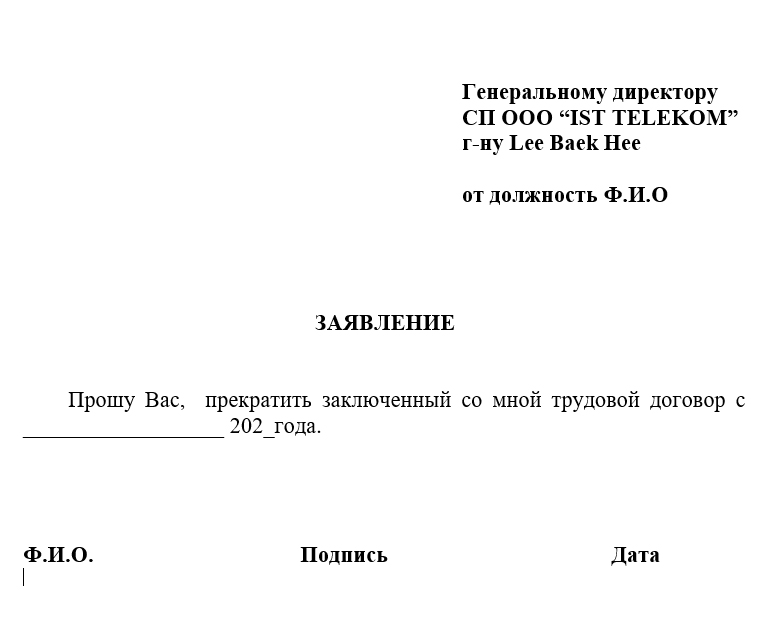 Генеральному директору
СП ООО “IST TELEKOM”
г-ну Lee Baek Hee
от должность Ф.И.О
ЗАЯВЛЕНИЕ
Прошу Вас, прекратить заключенный со мной трудовой договор с
__________________ 202_года.
Ф.И.О. Подпись Дата